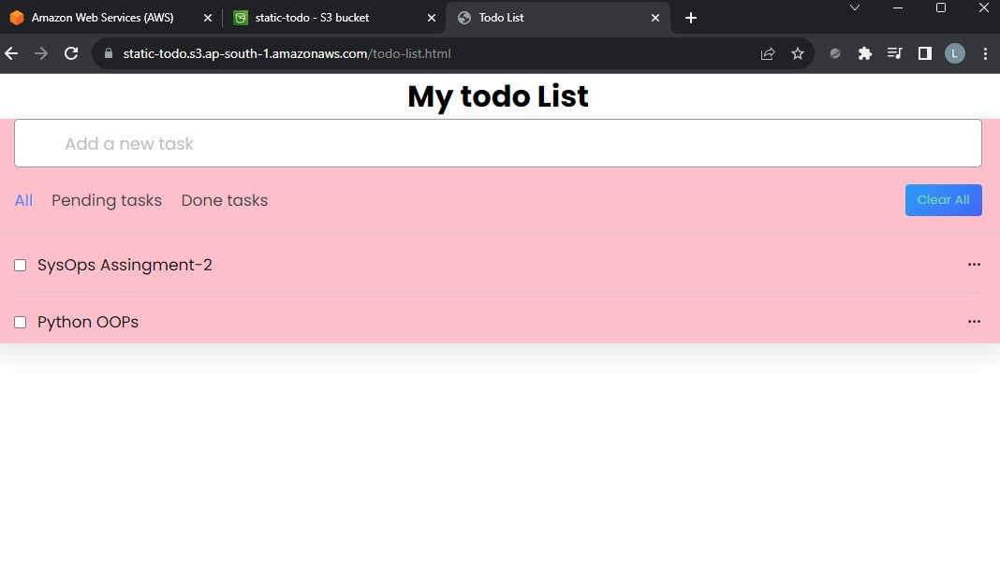 Amazon Web Services (AWS)
static-todo - S3 bucket
Todo List
static-todo.s3.ap-south-1.amazonaws.com/todo-list.html
L
My todo List
Add a new task
All Pending tasks Done tasks Clear All
SysOps Assingment-2 ...
Python OOPs ...